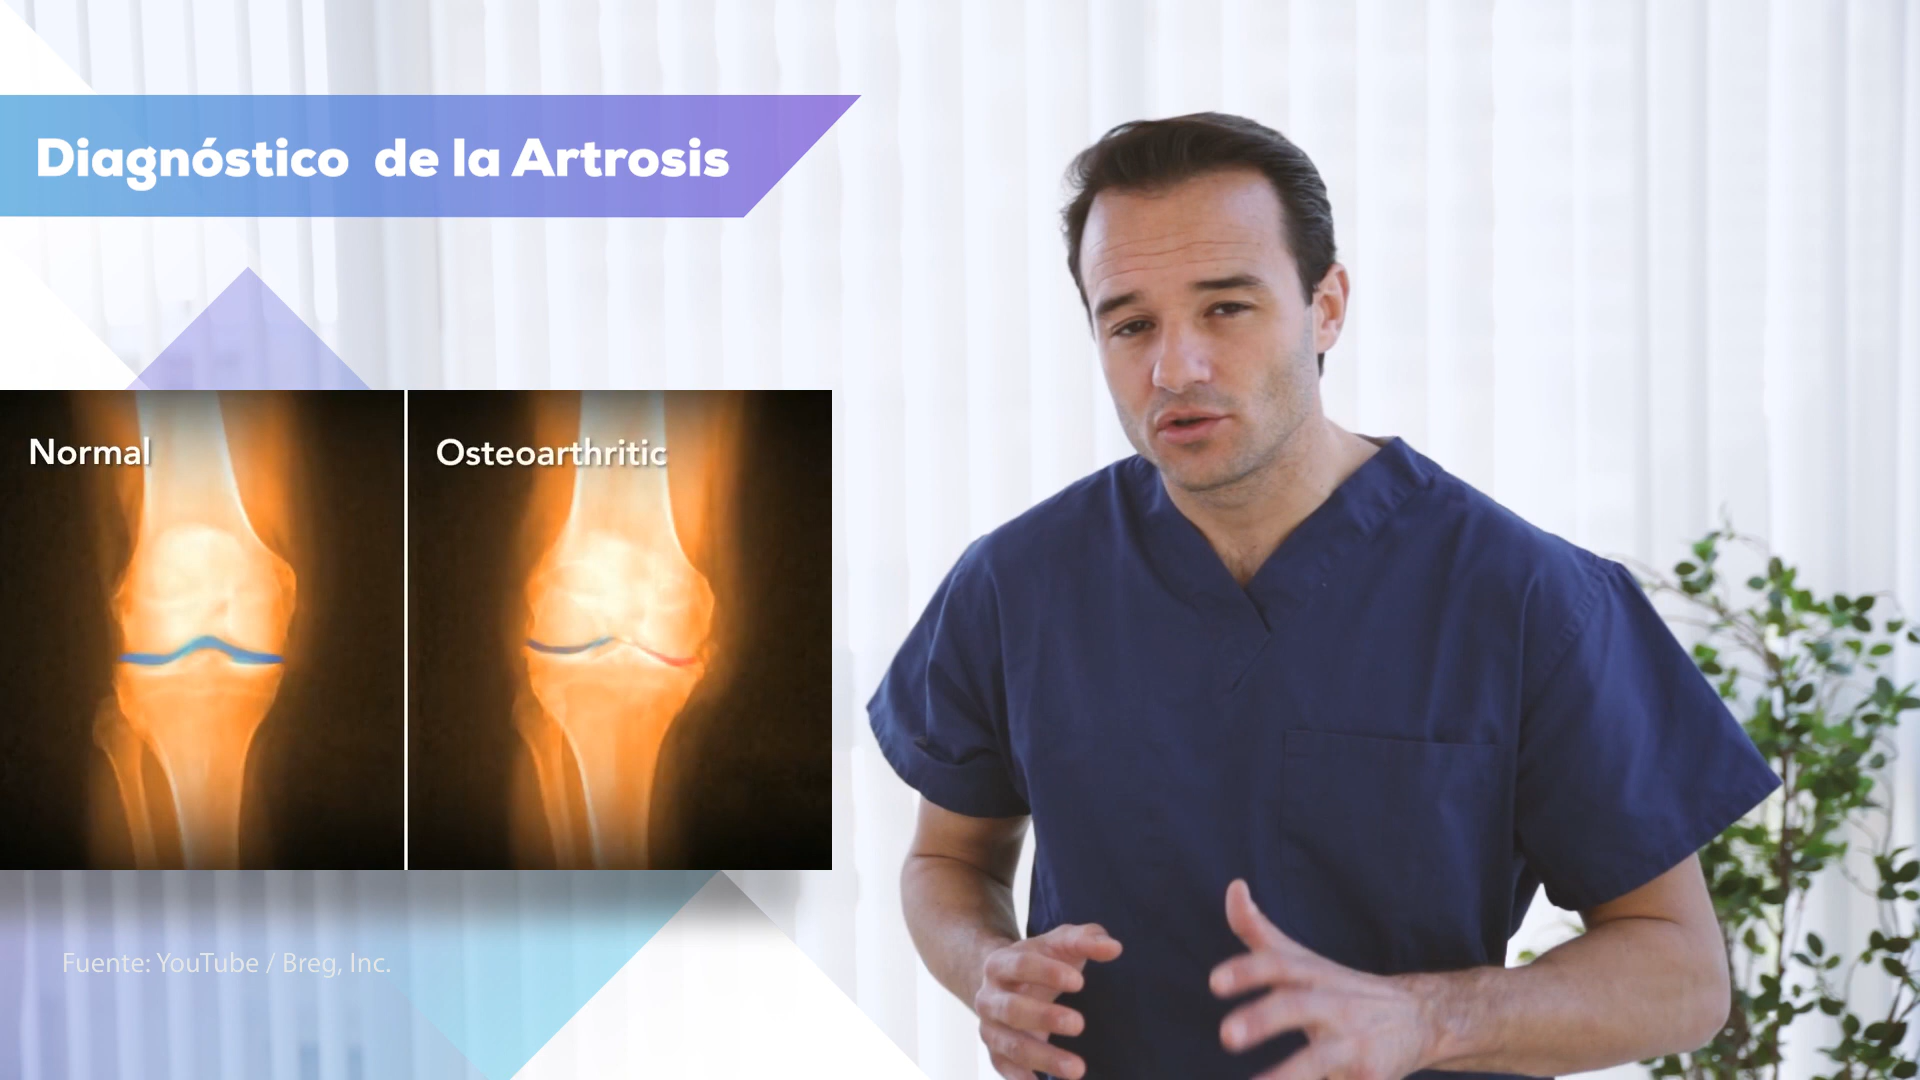 Diagnóstico de la Artrosis
Normal
Osteoarthritic
Fuente: YouTube / Breg, Inc.